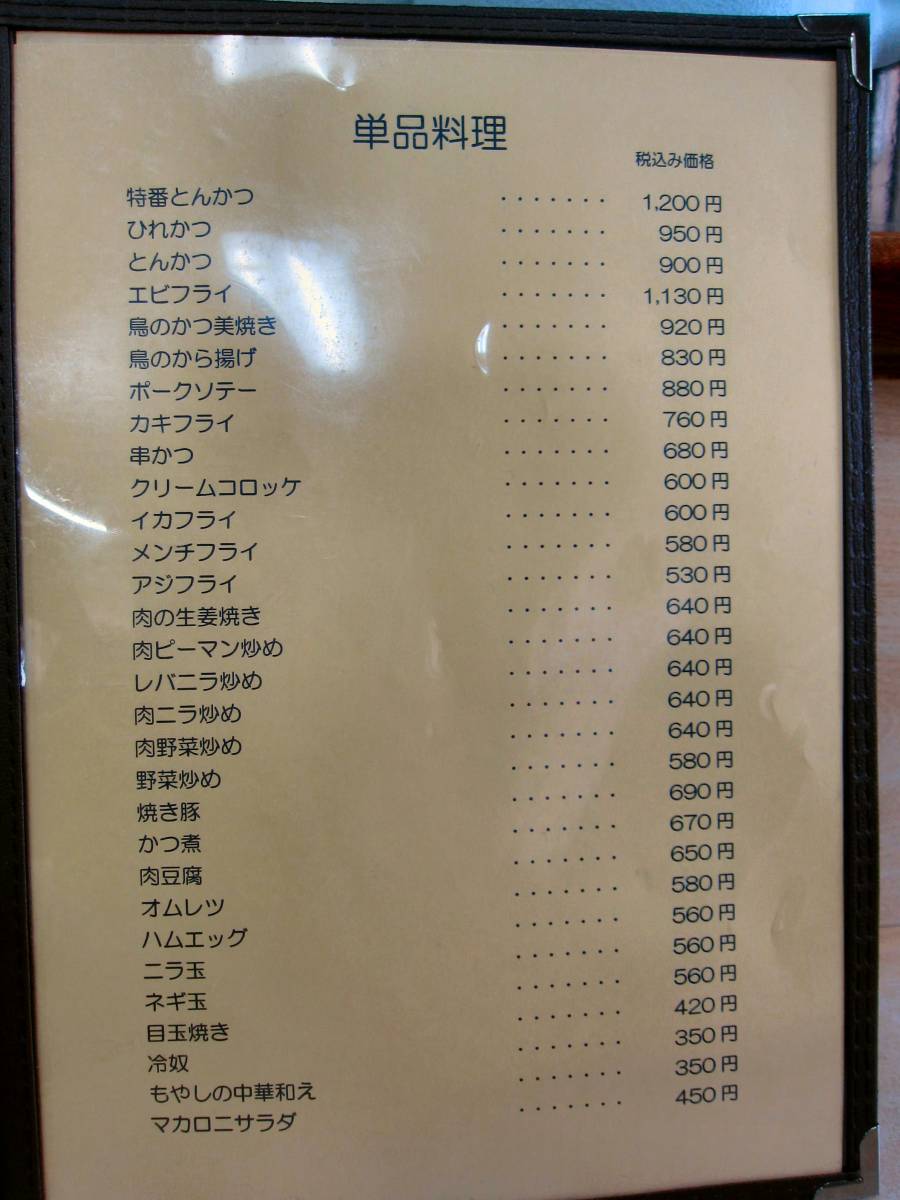 単品料理
税込み価格
特番とんかつ ・・・・・・・ 1,200円
ひれかつ ・・・・・・・ 950円
とんかつ ・・・・・・・ 900円
エビフライ ・・・・・・・ 1,130円
鳥のかつ美焼き ・・・・・・・ 920円
鳥のから揚げ ・・・・・・・ 830円
ポークソテー ・・・・・・・ 880円
カキフライ ・・・・・・・ 760円
串かつ ・・・・・・・ 680円
クリームコロッケ ・・・・・・・ 600円
イカフライ ・・・・・・・ 600円
メンチフライ ・・・・・・・ 580円
アジフライ ・・・・・・・ 530円
肉の生姜焼き ・・・・・・・ 640円
肉ピーマン炒め ・・・・・・・ 640円
レバニラ炒め ・・・・・・・ 640円
肉ニラ炒め ・・・・・・・ 640円
肉野菜炒め ・・・・・・・ 640円
野菜炒め ・・・・・・・ 580円
焼き豚 ・・・・・・・ 690円
かつ煮 ・・・・・・・ 670円
肉豆腐 ・・・・・・・ 650円
オムレツ ・・・・・・・ 580円
ハムエッグ ・・・・・・・ 560円
ニラ玉 ・・・・・・・ 560円
ネギ玉 ・・・・・・・ 560円
目玉焼き ・・・・・・・ 420円
冷奴 ・・・・・・・ 350円
もやしの中華和え ・・・・・・・ 350円
マカロニサラダ ・・・・・・・ 450円